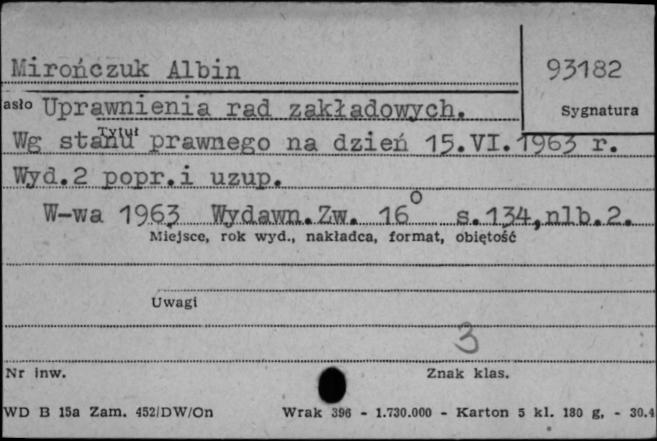 Mirończuk Albin
93182
asło Uprawnienia rad zakładowych.
Sygnatura
Tytuł
Wg stanu prawnego na dzień 15.VI.1963 r.
Wyd.2 popr.i uzup.
W-wa 1963 Wydawn.Zw. 16° s.134,nlb.2.
Miejsce, rok wyd., nakładca, format, obiętość
Uwagi
3
Nr inw.
Znak klas.
WD B 15a Zam. 452/DW/On Wrak 396 - 1.730.000 - Karton 5 kl. 180 g, - 30.4